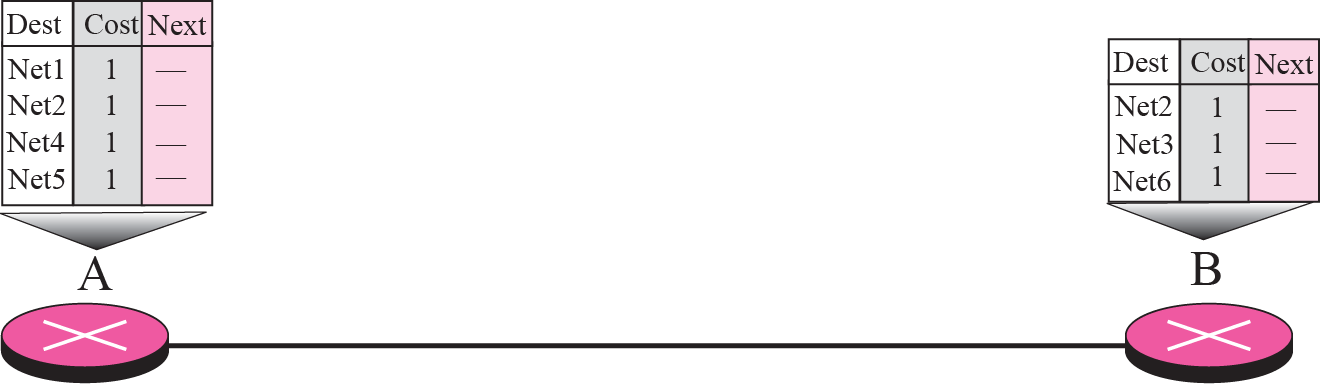 Dest Cost Next
Net1 1 —
Net2 1 —
Net4 1 —
Net5 1 —
A
Dest Cost Next
Net2 1 —
Net3 1 —
Net6 1 —
B